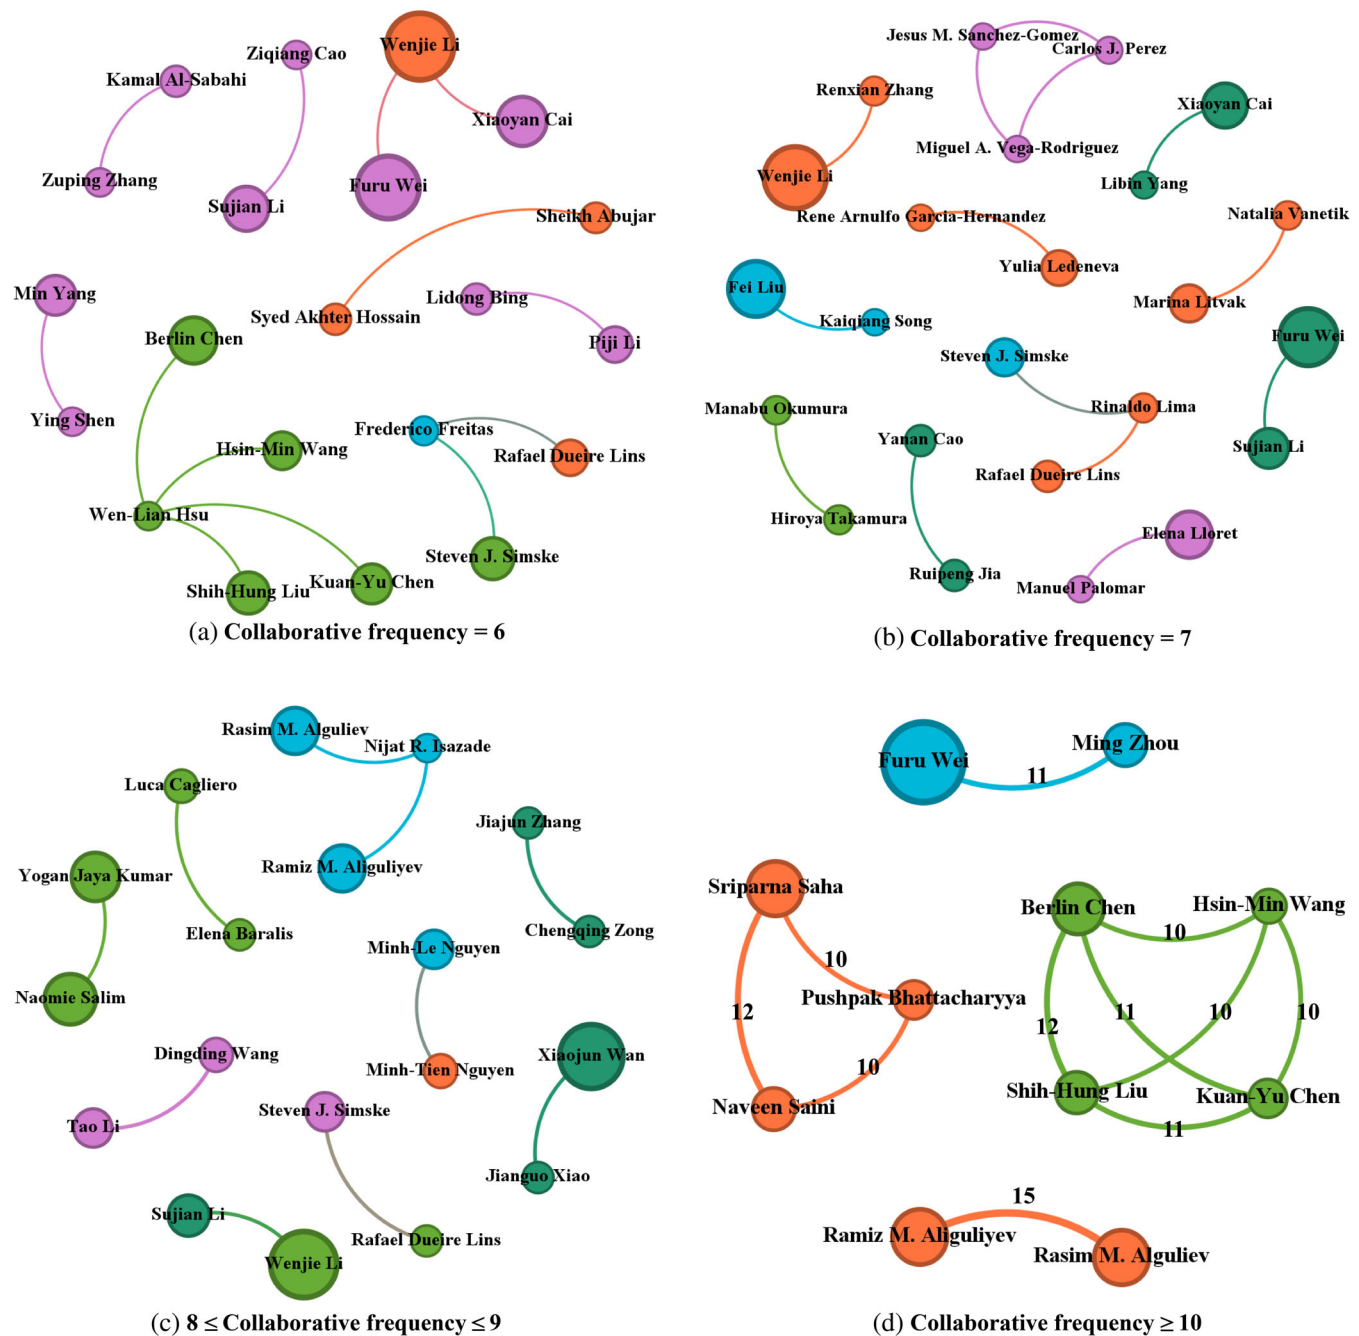 Ziqiang Cao
Wenjie Li
Kamal Al-Sabahi
Xiaoyan Cai
Zuping Zhang
Furu Wei
Sujian Li
Sheikh Abujar
Min Yang
Lidong Bing
Syed Akhter Hossain
Berlin Chen
Piji Li
Ying Shen
Frederico Freitas
Hsin-Min Wang
Rafael Dueire Lins
Wen-Lian Hsu
Steven J. Simske
Kuan-Yu Chen
Shih-Hung Liu
(a) Collaborative frequency = 6
Jesus M. Sanchez-Gomez
Carlos J. Perez
Renxian Zhang
Xiaoyan Cai
Miguel A. Vega-Rodriguez
Wenjie Li
Libin Yang
Rene Arnulfo Garcia-Hernandez
Natalia Vanetik
Yulia Ledeneva
Fei Liu
Marina Litvak
Kaiqiang Song
Furu Wei
Steven J. Simske
Manabu Okumura
Rinaldo Lima
Yanan Cao
Sujian Li
Rafael Dueire Lins
Hiroya Takamura
Elena Lloret
Ruipeng Jia
Manuel Palomar
(b) Collaborative frequency = 7
Rasim M. Alguliev
Nijat R. Isazade
Luca Cagliero
Jiajun Zhang
Ramiz M. Aliguliyev
Yogan Jaya Kumar
Elena Baralis
Chengqing Zong
Minh-Le Nguyen
Naomie Salim
Dingding Wang
Xiaojun Wan
Minh-Tien Nguyen
Steven J. Simske
Tao Li
Jianguo Xiao
Sujian Li
Rafael Dueire Lins
Wenjie Li
(c) 8 ≤ Collaborative frequency ≤ 9
Ming Zhou
Furu Wei
11
Sriparna Saha
Berlin Chen
Hsin-Min Wang
10
10
Pushpak Bhattacharyya
12
11
10
10
12
10
Shih-Hung Liu
Kuan-Yu Chen
Naveen Saini
11
15
Ramiz M. Aliguliyev
Rasim M. Alguliev
(d) Collaborative frequency ≥ 10